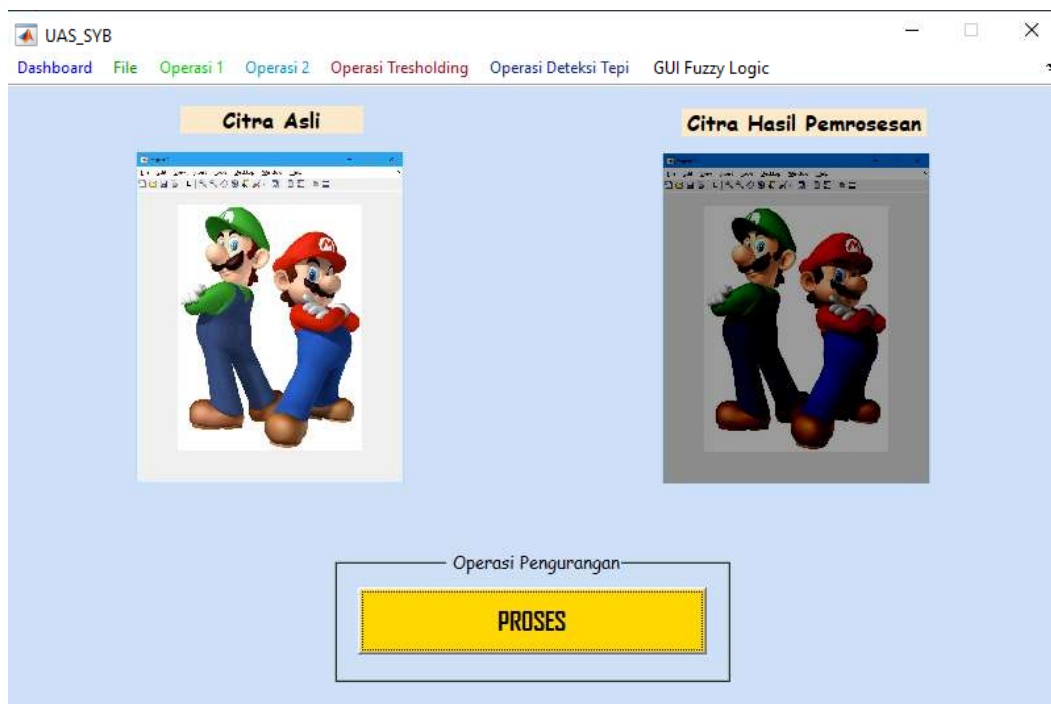 UAS_SYB
Dashboard File Operasi 1 Operasi 2 Operasi Tresholding Operasi Deteksi Tepi GUI Fuzzy Logic
Citra Asli
Citra Hasil Pemrosesan
M
M
Operasi Pengurangan
PROSES